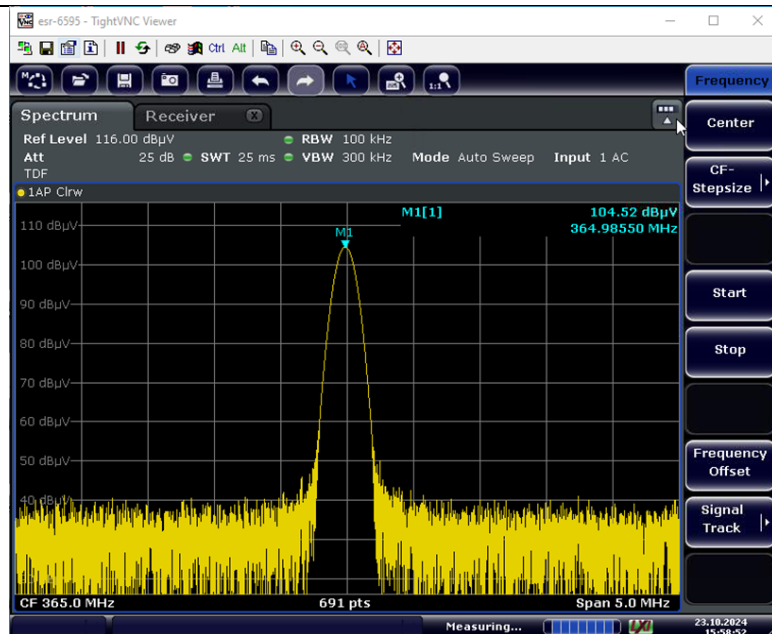 esr-6595 - TightVNC Viewer
Ctrl Alt
1:1
Frequency
Spectrum
Receiver
Center
Ref Level 116.00 dBµV
RBW 100 kHz
Att 25 dB SWT 25 ms VBW 300 kHz Mode Auto Sweep Input 1 AC
TDF
CF-
Stepsize
1AP Clrw
M1[1] 104.52 dBµV
364.98550 MHz
110 dBµV
M1
100 dBµV
90 dBµV
Start
80 dBµV
Stop
70 dBµV
60 dBµV
50 dBµV
Frequency
Offset
40 dBµV
Signal
Track
CF 365.0 MHz
691 pts
Span 5.0 MHz
Measuring...
23.10.2024
15:58:52